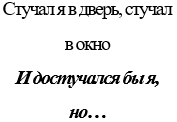 Стучал я в дверь, стучал
в окно
И достучался бы я,
но…